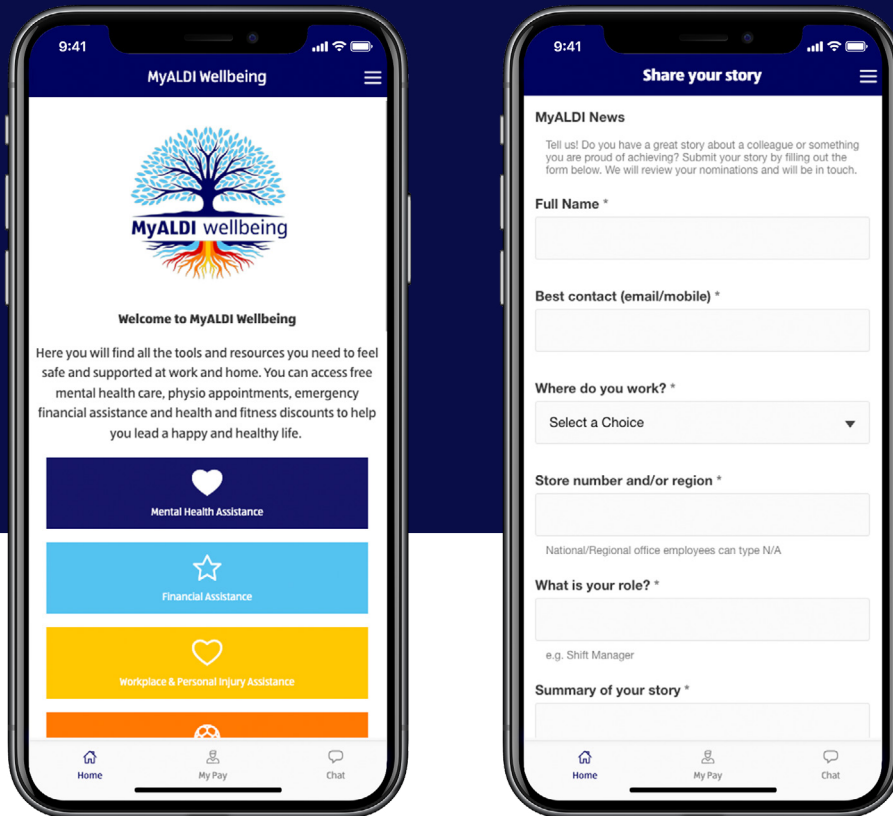 9:41
MyALDI Wellbeing
MyALDI wellbeing
Welcome to MyALDI Wellbeing
Here you will find all the tools and resources you need to feel
safe and supported at work and home. You can access free
mental health care, physio appointments, emergency
financial assistance and health and fitness discounts to help
you lead a happy and healthy life.
Mental Health Assistance
Financial Assistance
Workplace & Personal Injury Assistance
Home
My Pay
Chat
9:41
Share your story
MyALDI News
Tell us! Do you have a great story about a colleague or something
you are proud of achieving? Submit your story by filling out the
form below. We will review your nominations and will be in touch.
Full Name *
Best contact (email/mobile) *
Where do you work? *
Select a Choice
Store number and/or region *
National/Regional office employees can type N/A
What is your role? *
e.g. Shift Manager
Summary of your story *
Home
My Pay
Chat